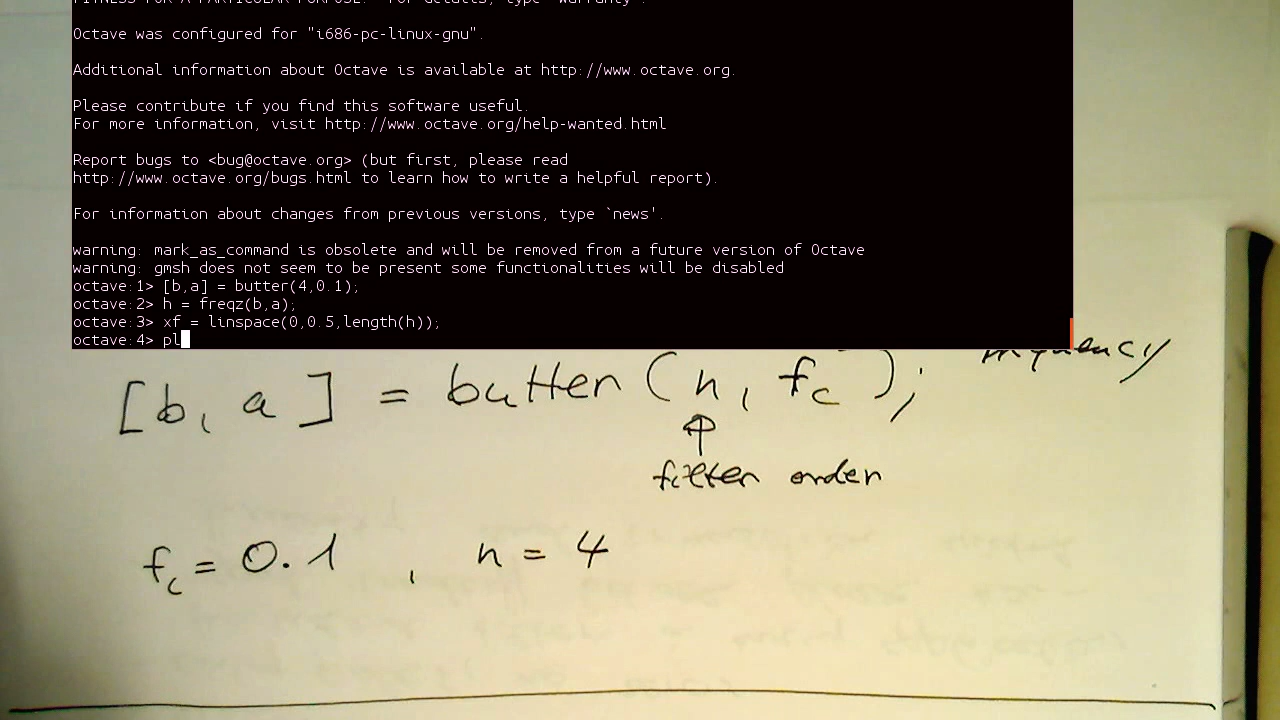 Octave was configured for "i686-pc-linux-gnu".
Additional information about Octave is available at http://www.octave.org.
Please contribute if you find this software useful.
For more information, visit http://www.octave.org/help-wanted.html
Report bugs to <bug@octave.org> (but first, please read
http://www.octave.org/bugs.html to learn how to write a helpful report).
For information about changes from previous versions, type `news'.
warning: mark_as_command is obsolete and will be removed from a future version of Octave
warning: gmsh does not seem to be present some functionalities will be disabled
octave:1> [b,a] = butter(4,0.1);
octave:2> h = freqz(b,a);
octave:3> xf = linspace(0,0.5,length(h));
octave:4> pl
[b, a] = butter (n, fc);
filter order
fc = 0.1, n = 4